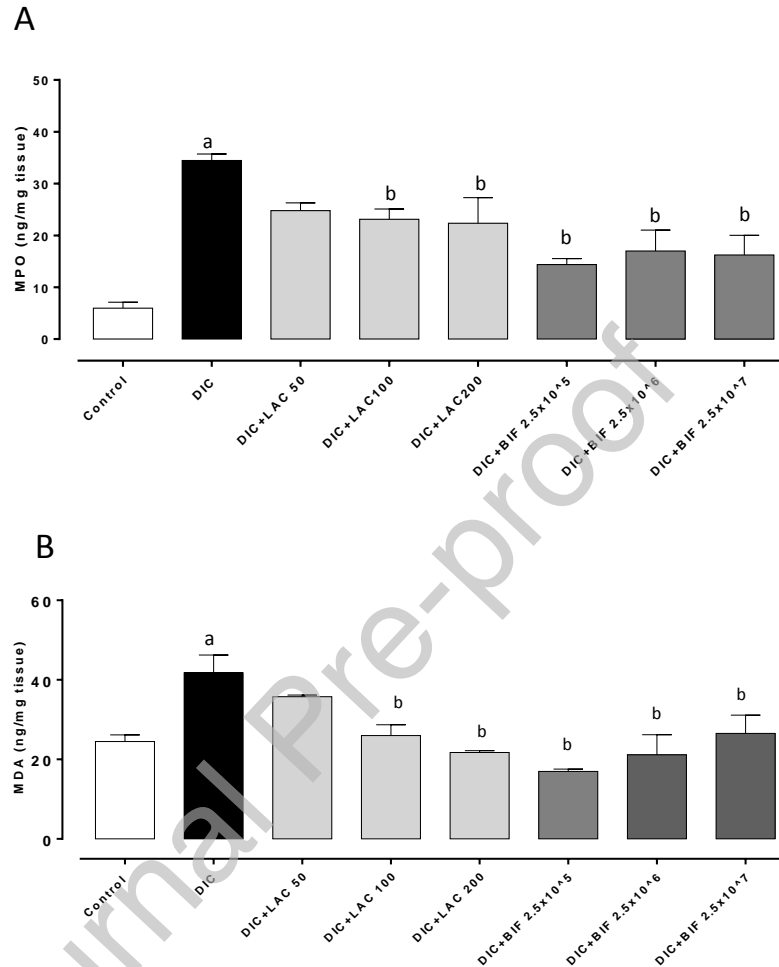 A
MPO (ng/mg tissue)
50
40
30
20
10
0
a
b
b
b
b
b
Control
DIC
DIC+LAC 50
DIC+LAC100
DIC+LAC200
DIC+BIF 2.5x10^5
DIC+BIF 2.5x10^6
DIC+BIF 2.5x10^7
B
MDA (ng/mg tissue)
60
40
20
0
a
b
b
b
b
b
Control
DIC
DIC+LAC 50
DIC+LAC 100
DIC+LAC 200
DIC+BIF 2.5x10^5
DIC+BIF 2.5x10^6
DIC+BIF 2.5x10^7
urnal Pre-proof